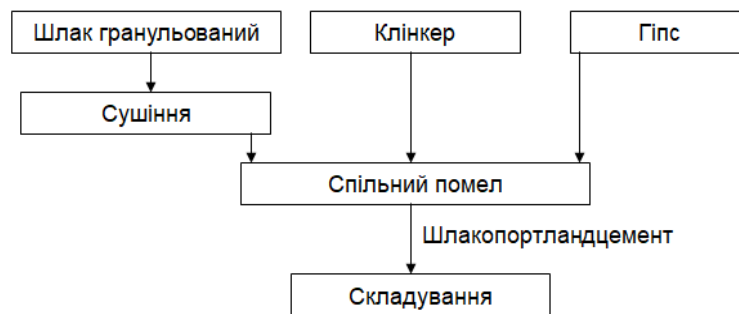 Шлак гранульований
Клінкер
Гіпс
Сушіння
Спільний помел
Шлакопортландцемент
Складування